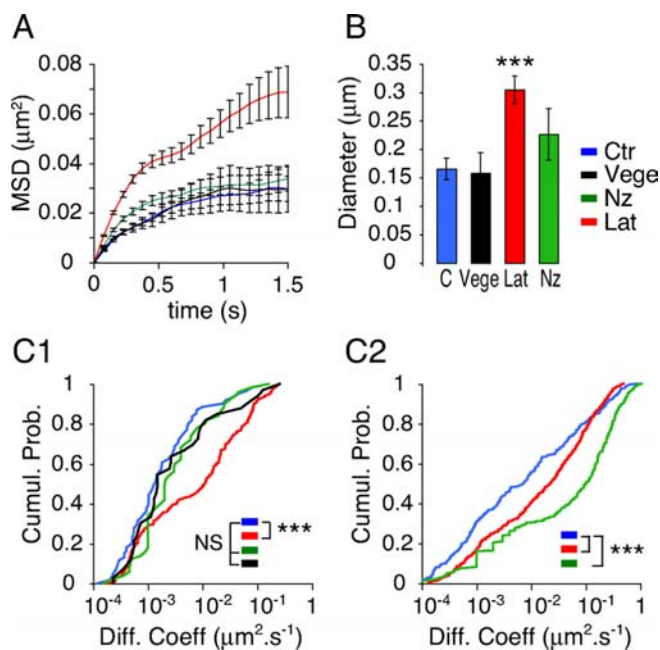 A
MSD (μm²)
0.08
0.06
0.04
0.02
0
0 0.5 1 1.5
time (s)
B
Diameter (μm)
0.35
0.3
0.25
0.2
0.15
0.1
0.05
0
***
C Vege Lat Nz
Ctr
Vege
Nz
Lat
C1
Cumul. Prob.
1
0.8
0.6
0.4
0.2
0
NS
***
10⁻⁴ 10⁻³ 10⁻² 10⁻¹ 1
Diff. Coeff (μm².s⁻¹)
C2
Cumul. Prob.
1
0.8
0.6
0.4
0.2
0
***
10⁻⁴ 10⁻³ 10⁻² 10⁻¹ 1
Diff. Coeff (μm².s⁻¹)